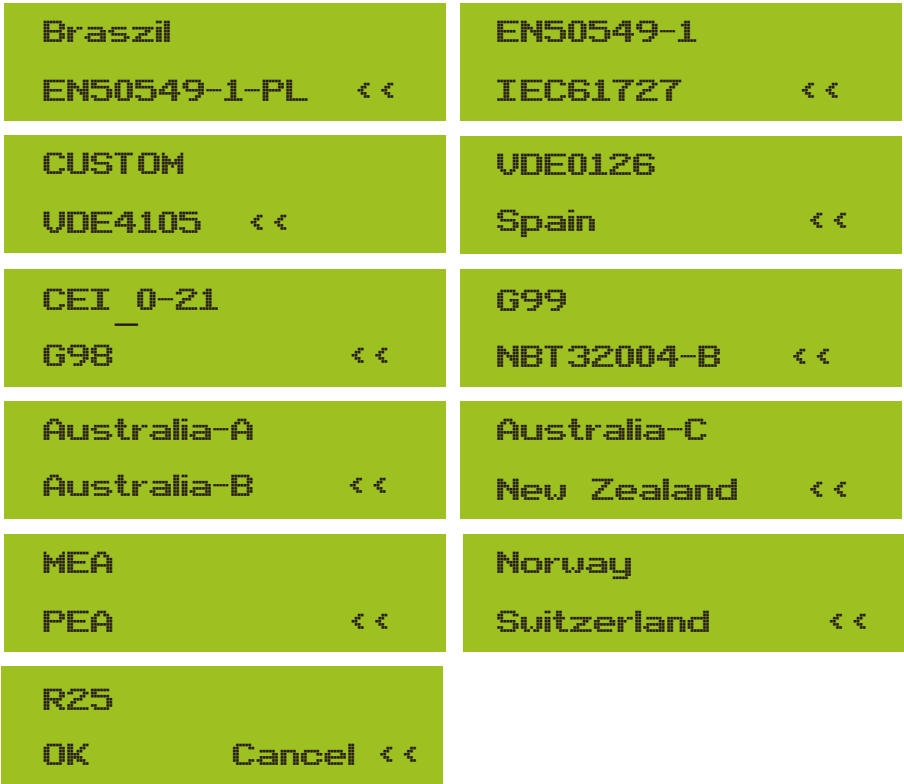 Braszil
EN50549-1-PL <<
EN50549-1
IEC61727 <<
CUSTOM
VDE4105 <<
VDE0126
Spain <<
CEI_0-21
G98 <<
G99
NBT32004-B <<
Australia-A
Australia-B <<
Australia-C
New Zealand <<
MEA
PEA <<
Norway
Switzerland <<
R25
OK Cancel <<